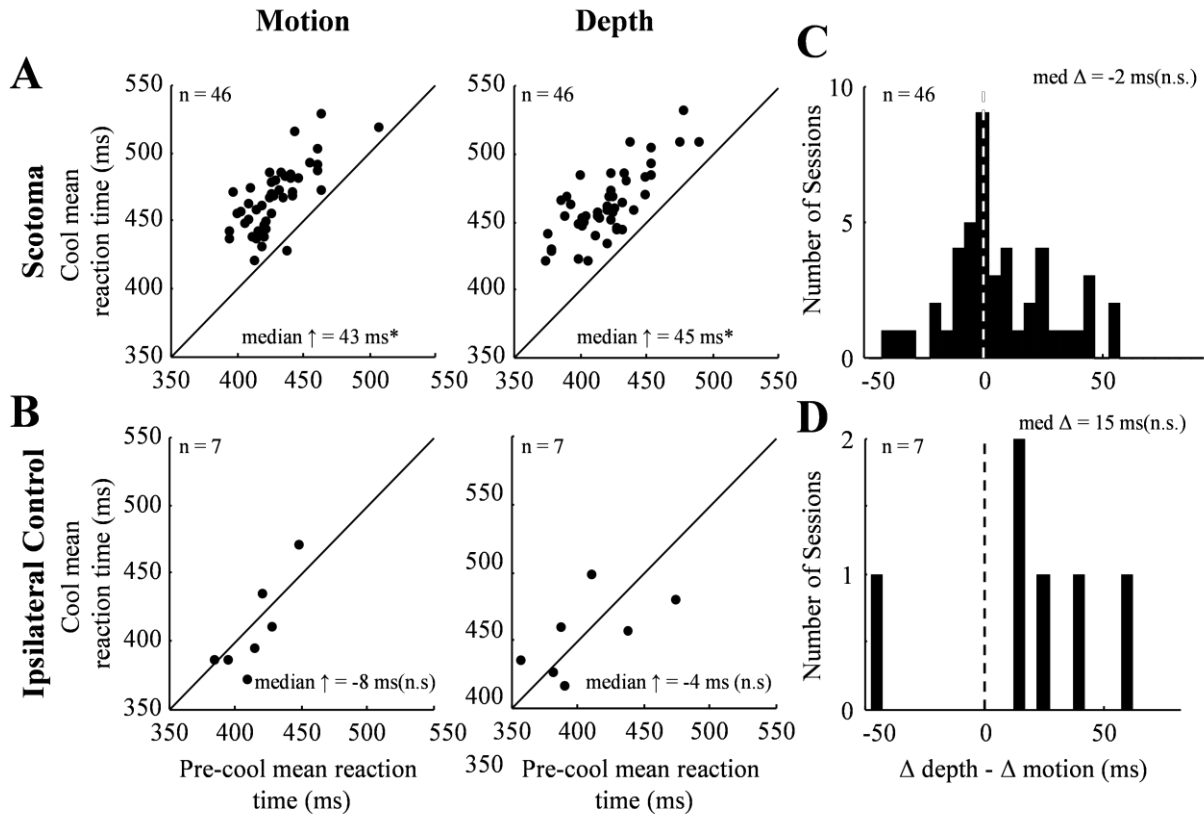 Motion
Depth
A
Scotoma
Cool mean
reaction time (ms)
550
500
450
400
350
n = 46
median ↑ = 43 ms*
350
400
450
500
550
n = 46
median ↑ = 45 ms*
350
400
450
500
550
C
med Δ = -2 ms(n.s.)
n = 46
Number of Sessions
10
5
0
-50
0
50
B
Ipsilateral Control
Cool mean
reaction time (ms)
550
500
450
400
350
n = 7
median ↑ = -8 ms(n.s)
350
400
450
500
550
Pre-cool mean reaction
time (ms)
550
500
450
400
350
n = 7
median ↑ = -4 ms (n.s)
350
400
450
500
550
Pre-cool mean reaction
time (ms)
D
med Δ = 15 ms(n.s.)
n = 7
Number of Sessions
2
1
0
-50
0
50
Δ depth - Δ motion (ms)